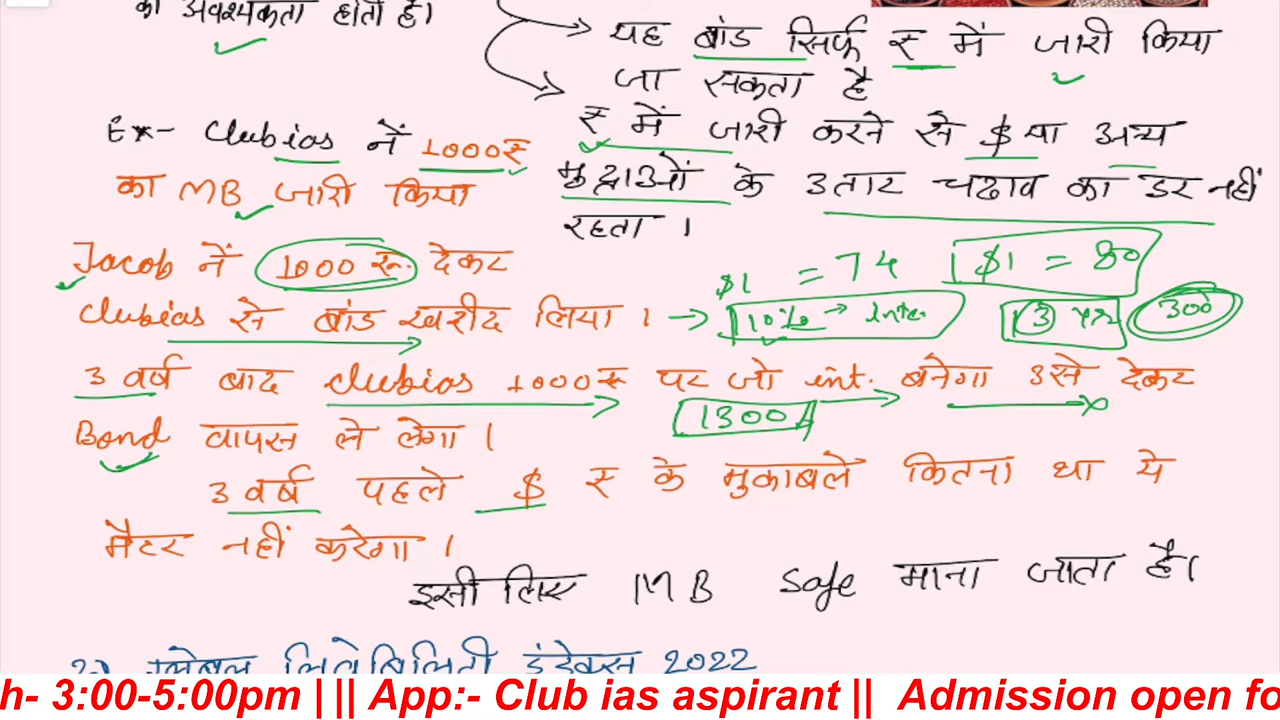 की अवश्यकता होती है।
→ यह बांड सिर्फ ₹ में जारी किया
जा सकता है
→ ₹ में जारी करने से $ या अन्य
मुद्राओं के उतार चढाव का डर नहीं
रहता ।
Ex- Clubias नें 1000₹
का MB जारी किया
Jacob नें 1000 रू. देकर
clubias से बांड खरीद लिया ।
$1 = 74
$1 = 80
→ 10% → Inte.
3
300
3 वर्ष बाद clubias 1000₹ पर जो int. बनेगा उसे देकर
1300
Bond वापस ले लेगा ।
3 वर्ष पहले $ ₹ के मुकाबले कितना था ये
मैटर नहीं करेगा ।
इसी लिए MB Safe माना जाता है।
लिवेबिलिटी इंडेक्स 2022
h- 3:00-5:00pm | || App:- Club ias aspirant || Admission open fo